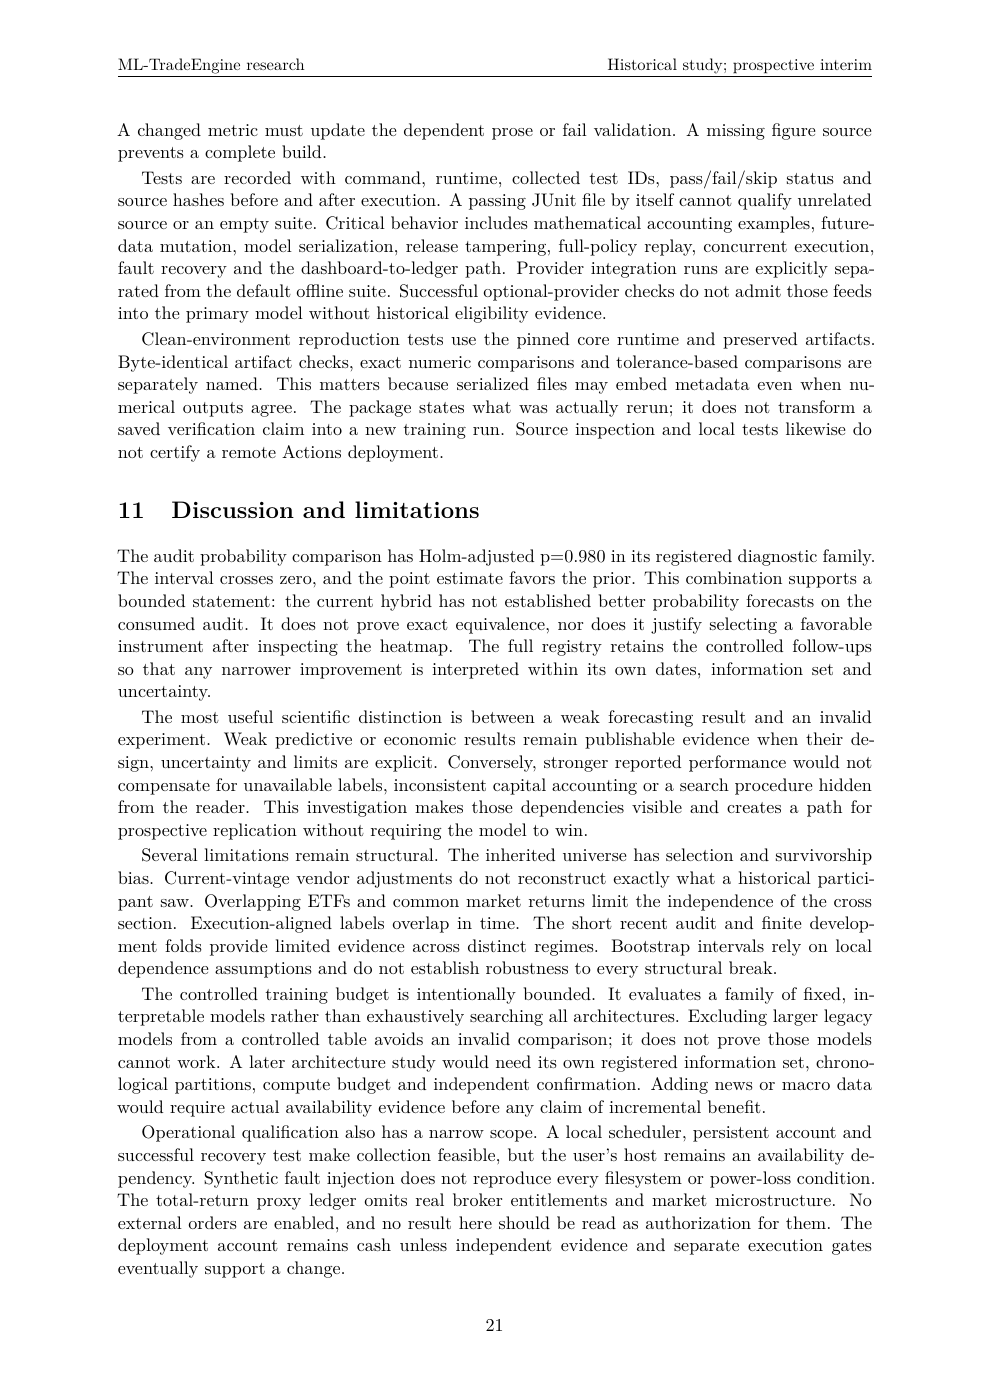 ML-TradeEngine research Historical study; prospective interim
A changed metric must update the dependent prose or fail validation. A missing figure source
prevents a complete build.
Tests are recorded with command, runtime, collected test IDs, pass/fail/skip status and
source hashes before and after execution. A passing JUnit file by itself cannot qualify unrelated
source or an empty suite. Critical behavior includes mathematical accounting examples, future-
data mutation, model serialization, release tampering, full-policy replay, concurrent execution,
fault recovery and the dashboard-to-ledger path. Provider integration runs are explicitly sepa-
rated from the default offline suite. Successful optional-provider checks do not admit those feeds
into the primary model without historical eligibility evidence.
Clean-environment reproduction tests use the pinned core runtime and preserved artifacts.
Byte-identical artifact checks, exact numeric comparisons and tolerance-based comparisons are
separately named. This matters because serialized files may embed metadata even when nu-
merical outputs agree. The package states what was actually rerun; it does not transform a
saved verification claim into a new training run. Source inspection and local tests likewise do
not certify a remote Actions deployment.
11 Discussion and limitations
The audit probability comparison has Holm-adjusted p=0.980 in its registered diagnostic family.
The interval crosses zero, and the point estimate favors the prior. This combination supports a
bounded statement: the current hybrid has not established better probability forecasts on the
consumed audit. It does not prove exact equivalence, nor does it justify selecting a favorable
instrument after inspecting the heatmap. The full registry retains the controlled follow-ups
so that any narrower improvement is interpreted within its own dates, information set and
uncertainty.
The most useful scientific distinction is between a weak forecasting result and an invalid
experiment. Weak predictive or economic results remain publishable evidence when their de-
sign, uncertainty and limits are explicit. Conversely, stronger reported performance would not
compensate for unavailable labels, inconsistent capital accounting or a search procedure hidden
from the reader. This investigation makes those dependencies visible and creates a path for
prospective replication without requiring the model to win.
Several limitations remain structural. The inherited universe has selection and survivorship
bias. Current-vintage vendor adjustments do not reconstruct exactly what a historical partici-
pant saw. Overlapping ETFs and common market returns limit the independence of the cross
section. Execution-aligned labels overlap in time. The short recent audit and finite develop-
ment folds provide limited evidence across distinct regimes. Bootstrap intervals rely on local
dependence assumptions and do not establish robustness to every structural break.
The controlled training budget is intentionally bounded. It evaluates a family of fixed, in-
terpretable models rather than exhaustively searching all architectures. Excluding larger legacy
models from a controlled table avoids an invalid comparison; it does not prove those models
cannot work. A later architecture study would need its own registered information set, chrono-
logical partitions, compute budget and independent confirmation. Adding news or macro data
would require actual availability evidence before any claim of incremental benefit.
Operational qualification also has a narrow scope. A local scheduler, persistent account and
successful recovery test make collection feasible, but the user's host remains an availability de-
pendency. Synthetic fault injection does not reproduce every filesystem or power-loss condition.
The total-return proxy ledger omits real broker entitlements and market microstructure. No
external orders are enabled, and no result here should be read as authorization for them. The
deployment account remains cash unless independent evidence and separate execution gates
eventually support a change.
21